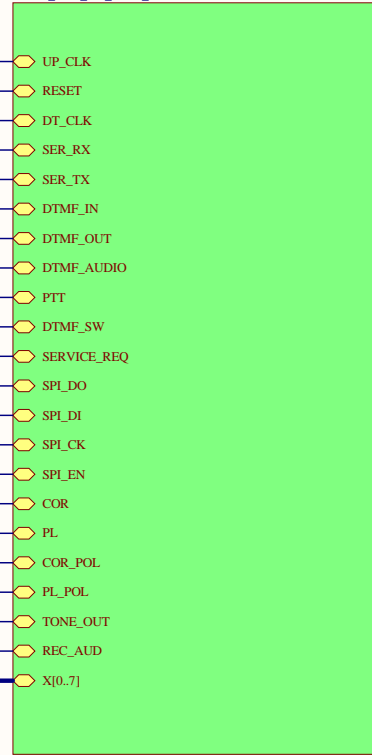 UP_CLK
RESET
DT_CLK
SER_RX
SER_TX
DTMF_IN
DTMF_OUT
DTMF_AUDIO
PTT
DTMF_SW
SERVICE_REQ
SPI_DO
SPI_DI
SPI_CK
SPI_EN
COR
PL
COR_POL
PL_POL
TONE_OUT
REC_AUD
X[0..7]